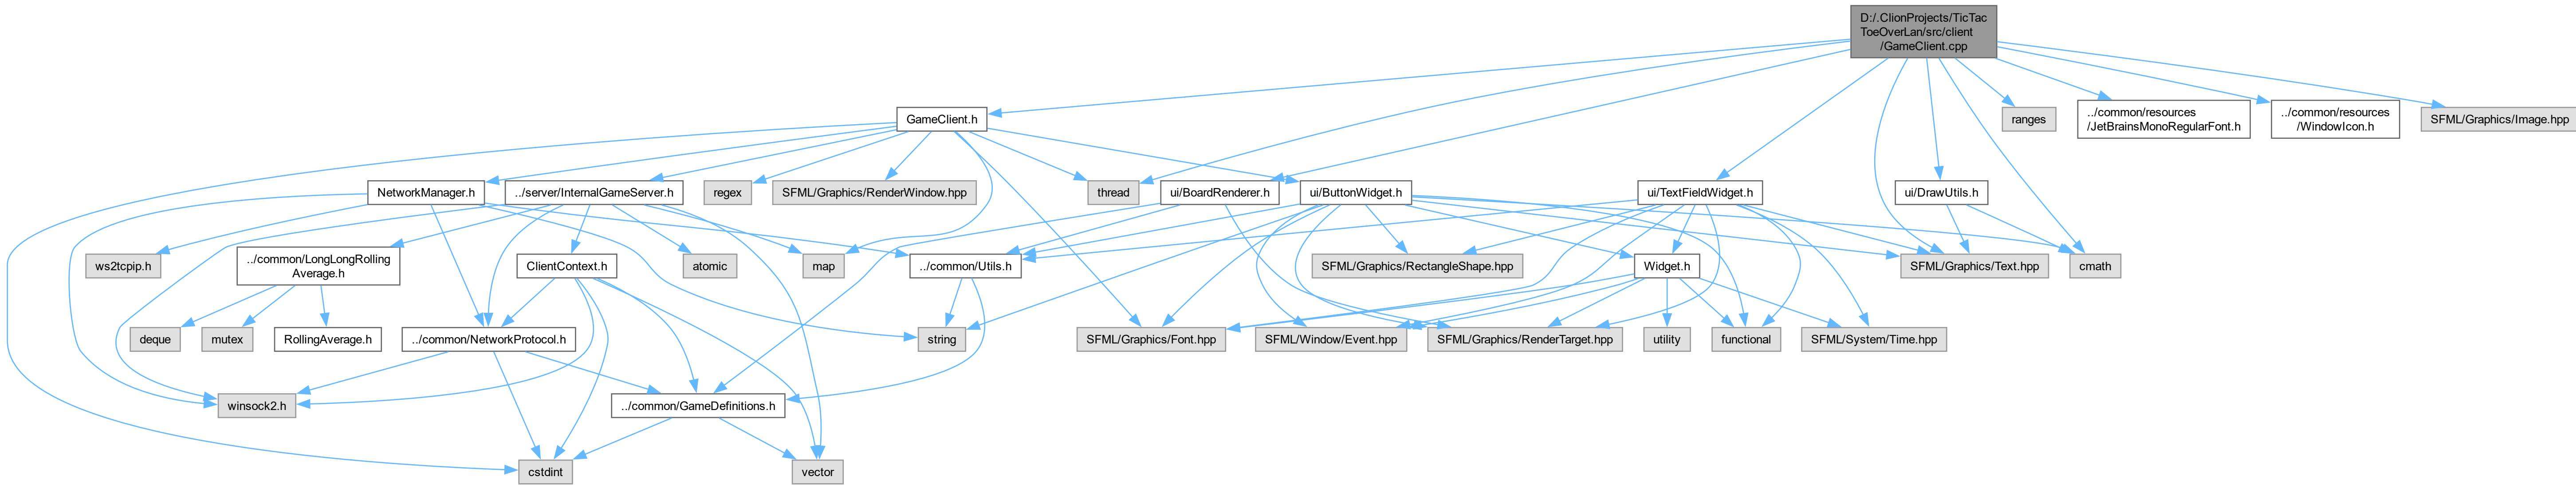 D:/.ClionProjects/TicTac
ToeOverLan/src/client
/GameClient.cpp
GameClient.h
ranges
../common/resources
/JetBrainsMonoRegularFont.h
../common/resources
/WindowIcon.h
SFML/Graphics/Image.hpp
NetworkManager.h
../server/InternalGameServer.h
regex
SFML/Graphics/RenderWindow.hpp
thread
ui/BoardRenderer.h
ui/ButtonWidget.h
ui/TextFieldWidget.h
ui/DrawUtils.h
ws2tcpip.h
../common/LongLongRolling
Average.h
ClientContext.h
atomic
map
../common/Utils.h
SFML/Graphics/RectangleShape.hpp
Widget.h
SFML/Graphics/Text.hpp
cmath
deque
mutex
RollingAverage.h
../common/NetworkProtocol.h
string
SFML/Graphics/Font.hpp
SFML/Window/Event.hpp
SFML/Graphics/RenderTarget.hpp
utility
functional
SFML/System/Time.hpp
winsock2.h
../common/GameDefinitions.h
cstdint
vector